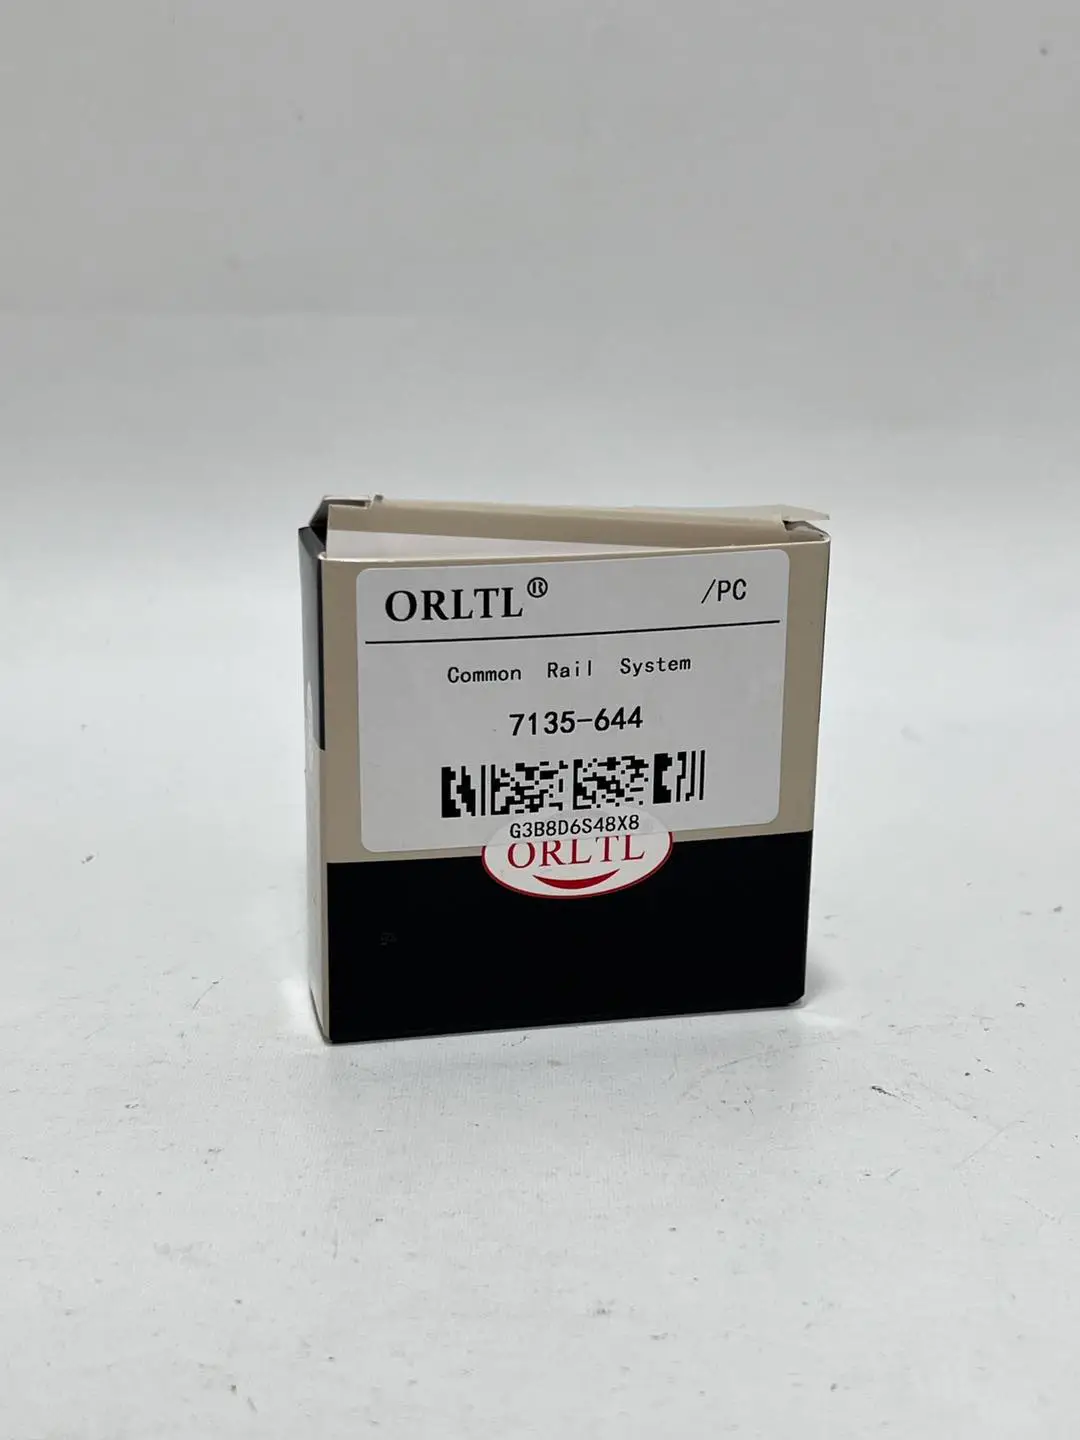 ORLTL® /PC
Common Rail System
7135-644
G3B8D6S48X8
ORLTL